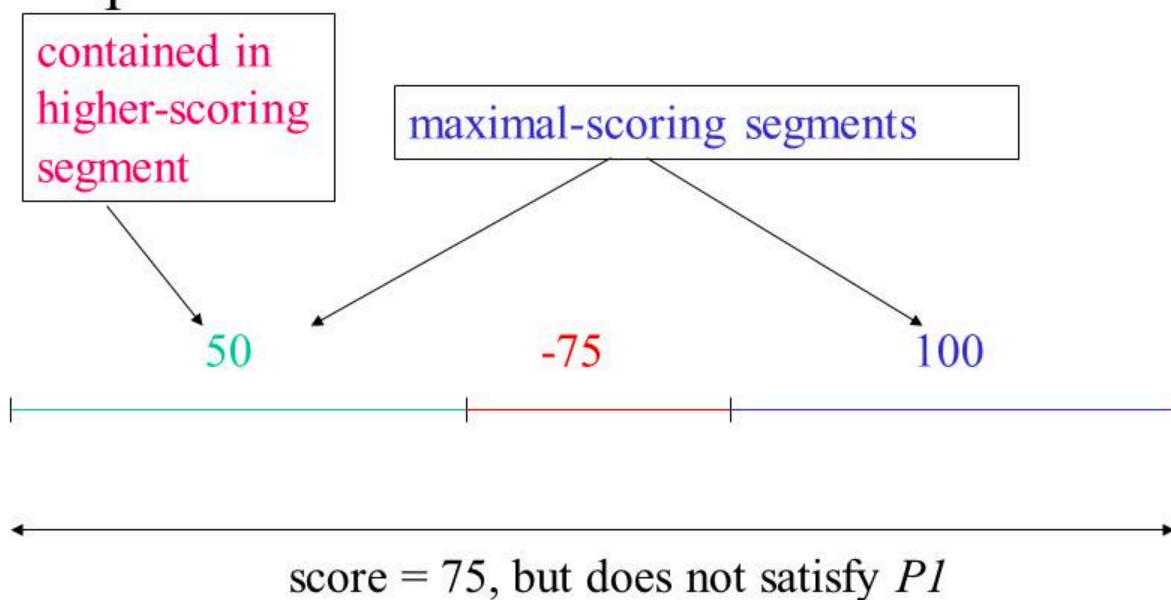 contained in
higher-scoring
segment
maximal-scoring segments
50
-75
100
score = 75, but does not satisfy P1